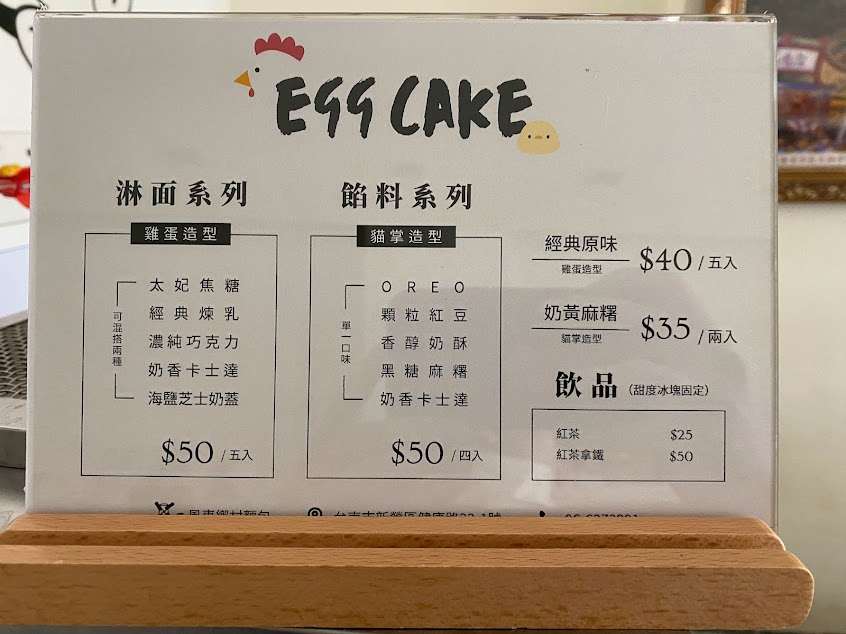 EGG CAKE
淋面系列
雞蛋造型
可混搭兩種
太妃焦糖
經典煉乳
濃純巧克力
奶香卡士達
海鹽芝士奶蓋
$50 / 五入
餡料系列
貓掌造型
單一口味
OREO
顆粒紅豆
香醇奶酥
黑糖麻糬
奶香卡士達
$50 / 四入
經典原味
雞蛋造型
$40 / 五入
奶黃麻糬
貓掌造型
$35 / 兩入
飲品 (甜度冰塊固定)
紅茶 $25
紅茶拿鐵 $50